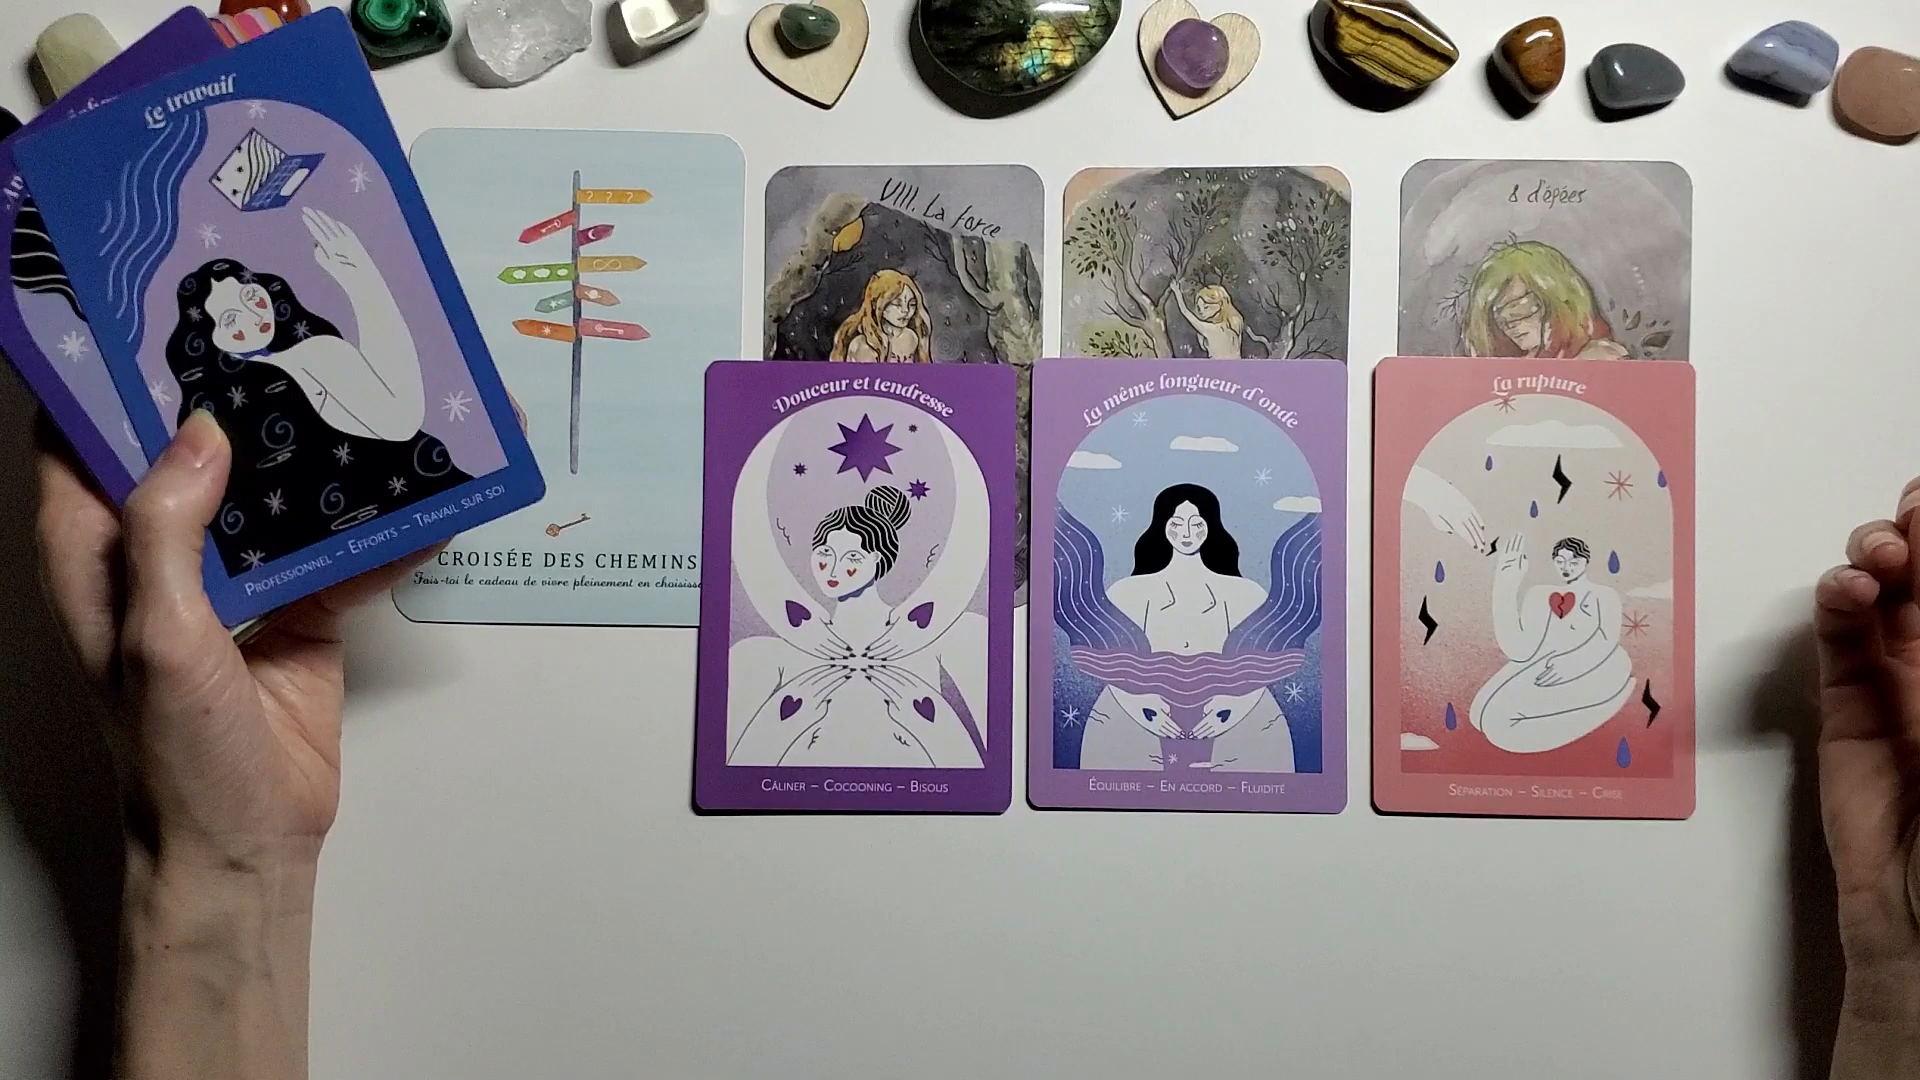 Le travail
PROFESSIONNEL – EFFORTS – TRAVAIL SUR SOI
? ? ?
CROISÉE DES CHEMINS
Fais-toi le cadeau de vivre pleinement en
VIII. La force
8 d'épées
Douceur et tendresse
CÂLINER – COCOONING – BISOUS
La même longueur d'onde
ÉQUILIBRE – EN ACCORD – FLUIDITÉ
La rupture
SÉPARATION – SILENCE – CRISE